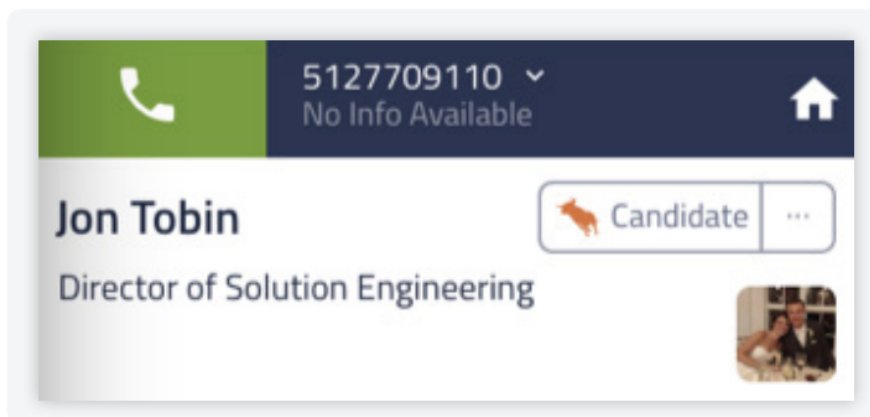 5127709110
No Info Available
Jon Tobin
Candidate
Director of Solution Engineering